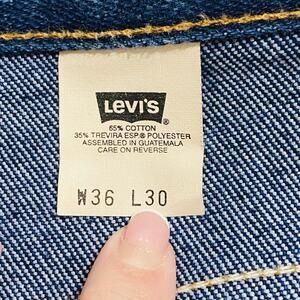 LEVI'S ®
65% COTTON
35% TREVIRA ESP® POLYESTER
ASSEMBLED IN GUATEMALA
CARE ON REVERSE
W36 L30